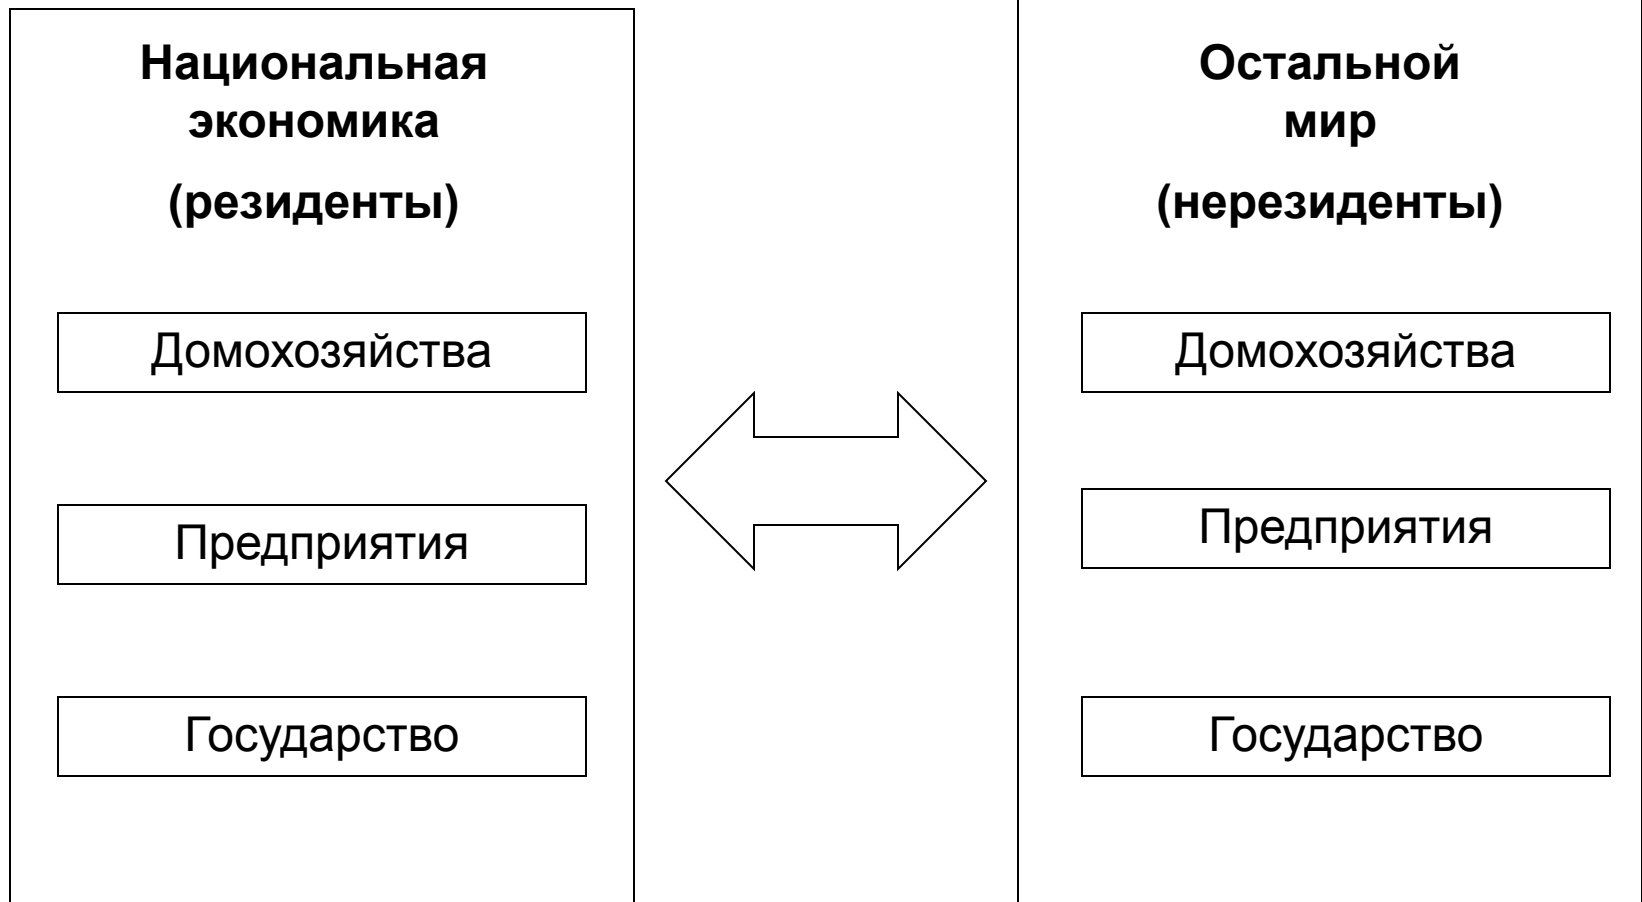 Национальная
экономика
(резиденты)
Домохозяйства
Предприятия
Государство
Остальной
мир
(нерезиденты)
Домохозяйства
Предприятия
Государство